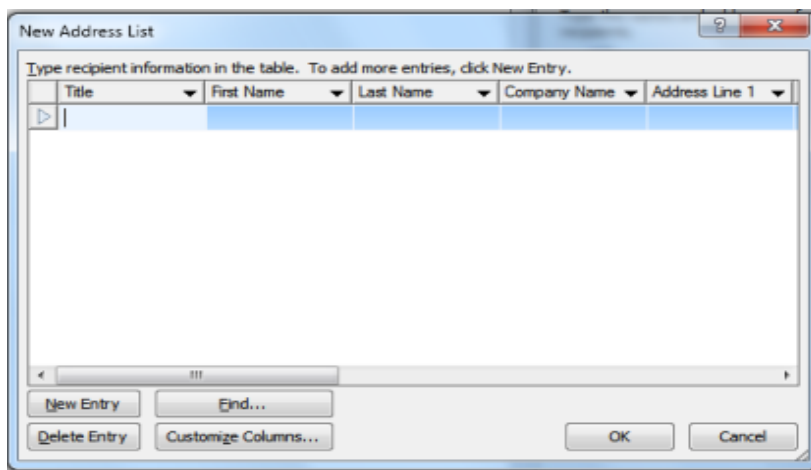 New Address List
Type recipient information in the table. To add more entries, click New Entry.
Title First Name Last Name Company Name Address Line 1
New Entry Find...
Delete Entry Customize Columns... OK Cancel